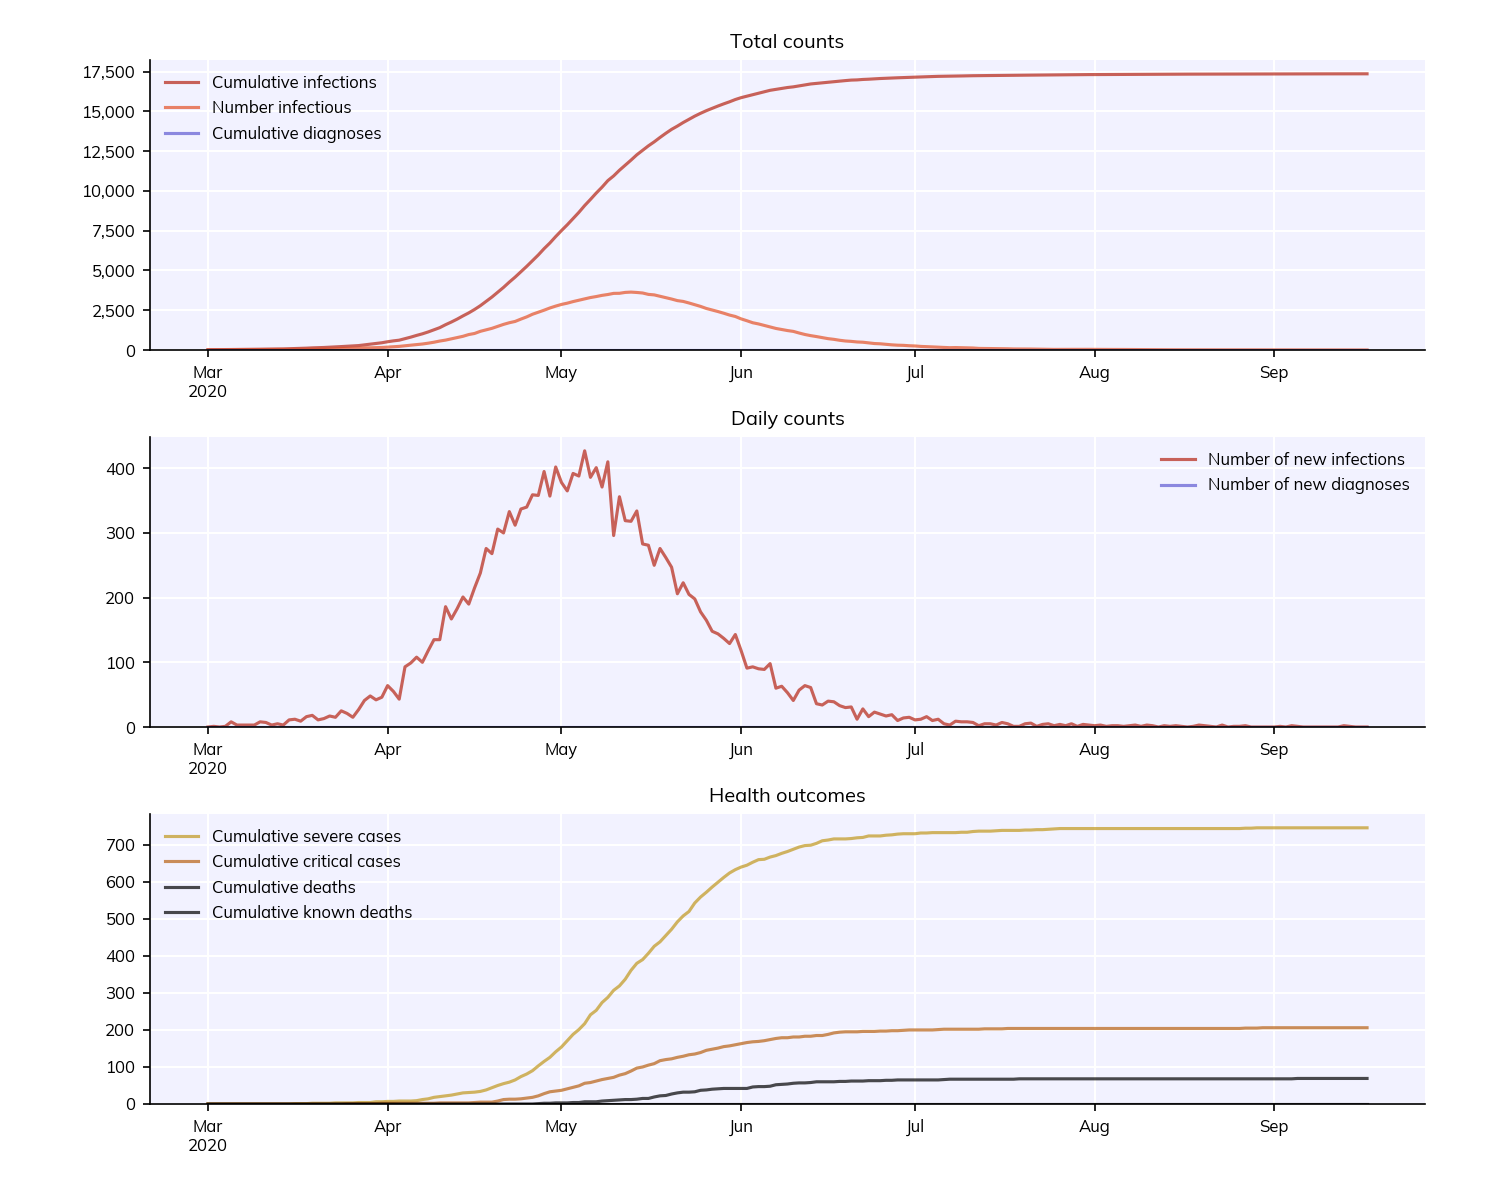 Total counts
17,500
15,000
12,500
10,000
7,500
5,000
2,500
0
Cumulative infections
Number infectious
Cumulative diagnoses
Mar Apr May Jun Jul Aug Sep
2020
Daily counts
400
300
200
100
0
Number of new infections
Number of new diagnoses
Mar Apr May Jun Jul Aug Sep
2020
Health outcomes
700
600
500
400
300
200
100
0
Cumulative severe cases
Cumulative critical cases
Cumulative deaths
Cumulative known deaths
Mar Apr May Jun Jul Aug Sep
2020